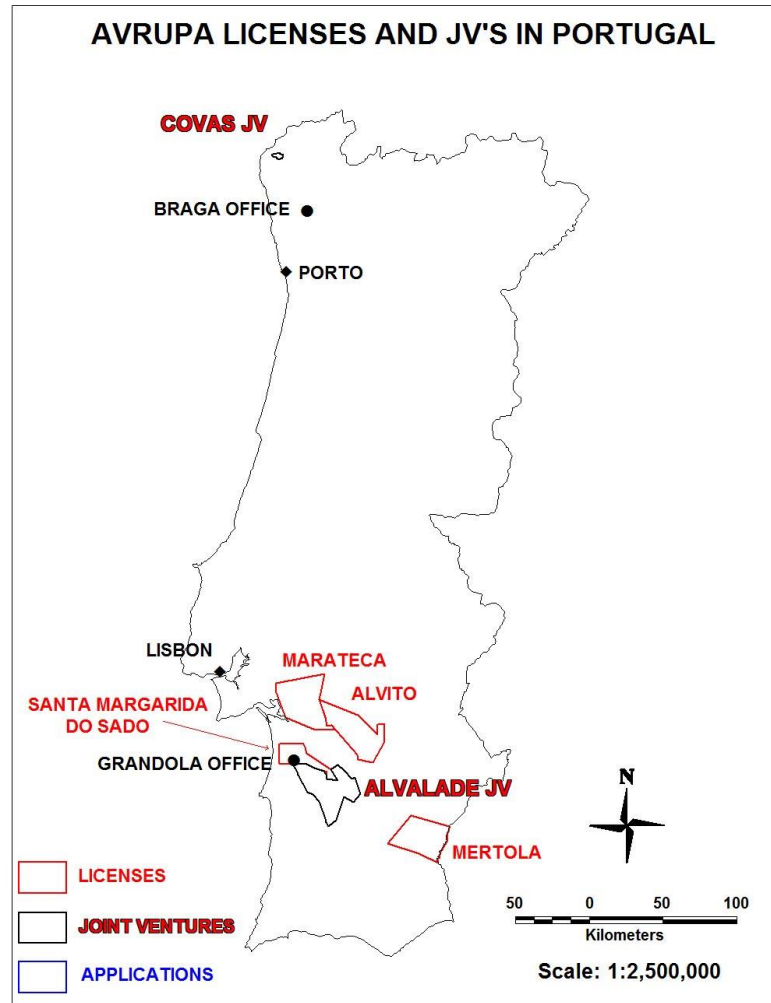 AVRUPA LICENSES AND JV'S IN PORTUGAL
COVAS JV
BRAGA OFFICE
PORTO
LISBON
MARATECA
ALVITO
SANTA MARGARIDA
DO SADO
GRANDOLA OFFICE
ALVALADE JV
MERTOLA
N
LICENSES
JOINT VENTURES
APPLICATIONS
50 0 50 100
Kilometers
Scale: 1:2,500,000